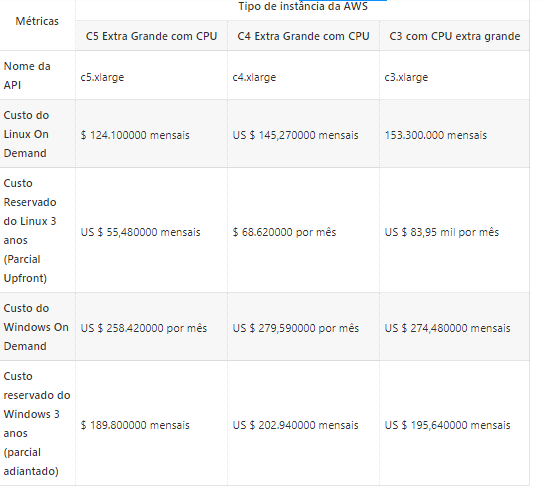 Tipo de instância da AWS
Métricas
C5 Extra Grande com CPU
C4 Extra Grande com CPU
C3 com CPU extra grande
Nome da
API
c5.xlarge
c4.xlarge
c3.xlarge
Custo do
Linux On
Demand
$ 124.100000 mensais
US $ 145,270000 mensais
153.300.000 mensais
Custo
Reservado
do Linux 3
anos
(Parcial
Upfront)
US $ 55,480000 mensais
$ 68.620000 por mês
US $ 83,95 mil por mês
Custo do
Windows On
Demand
US $ 258.420000 por mês
US $ 279,590000 por mês
US $ 274,480000 mensais
Custo
reservado do
Windows 3
anos
(parcial
adiantado)
$ 189.800000 mensais
US $ 202.940000 mensais
US $ 195,640000 mensais